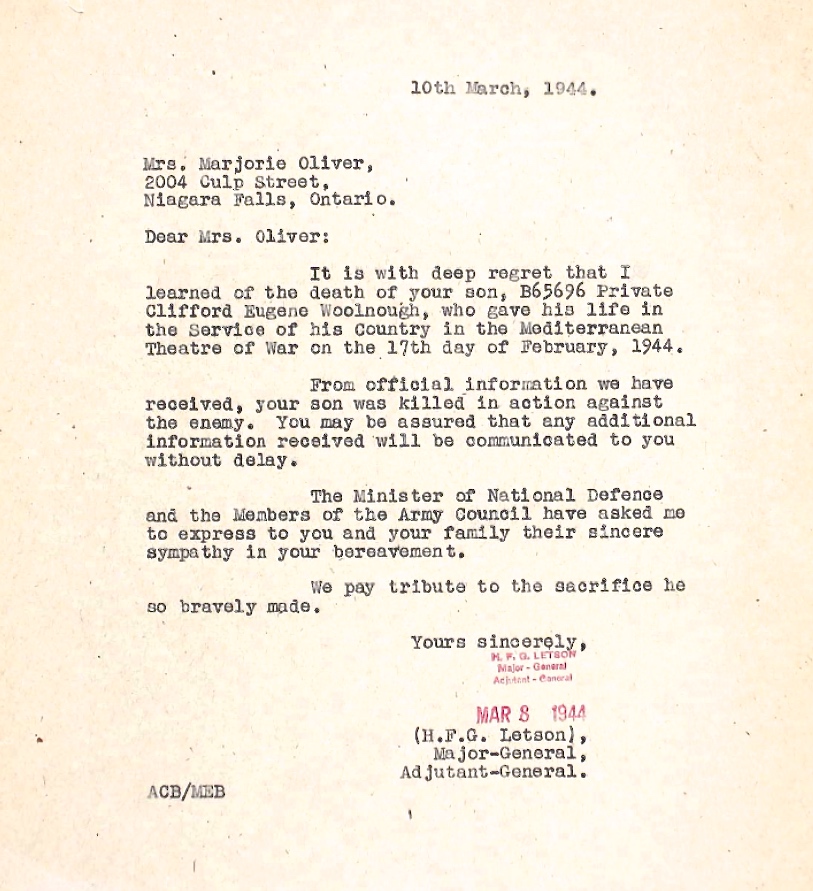 10th March, 1944.
Mrs. Marjorie Oliver,
2004 Culp Street,
Niagara Falls, Ontario.
Dear Mrs. Oliver:
It is with deep regret that I
learned of the death of your son, B65696 Private
Clifford Eugene Woolnough, who gave his life in
the Service of his Country in the Mediterranean
Theatre of War on the 17th day of February, 1944.
From official information we have
received, your son was killed in action against
the enemy. You may be assured that any additional
information received will be communicated to you
without delay.
The Minister of National Defence
and the Members of the Army Council have asked me
to express to you and your family their sincere
sympathy in your bereavement.
We pay tribute to the sacrifice he
so bravely made.
Yours sincerely,
H. F. G. LETSON
Major - General
Adjutant - General
MAR 8 1944
(H.F.G. Letson),
Major-General,
Adjutant-General.
ACB/MEB